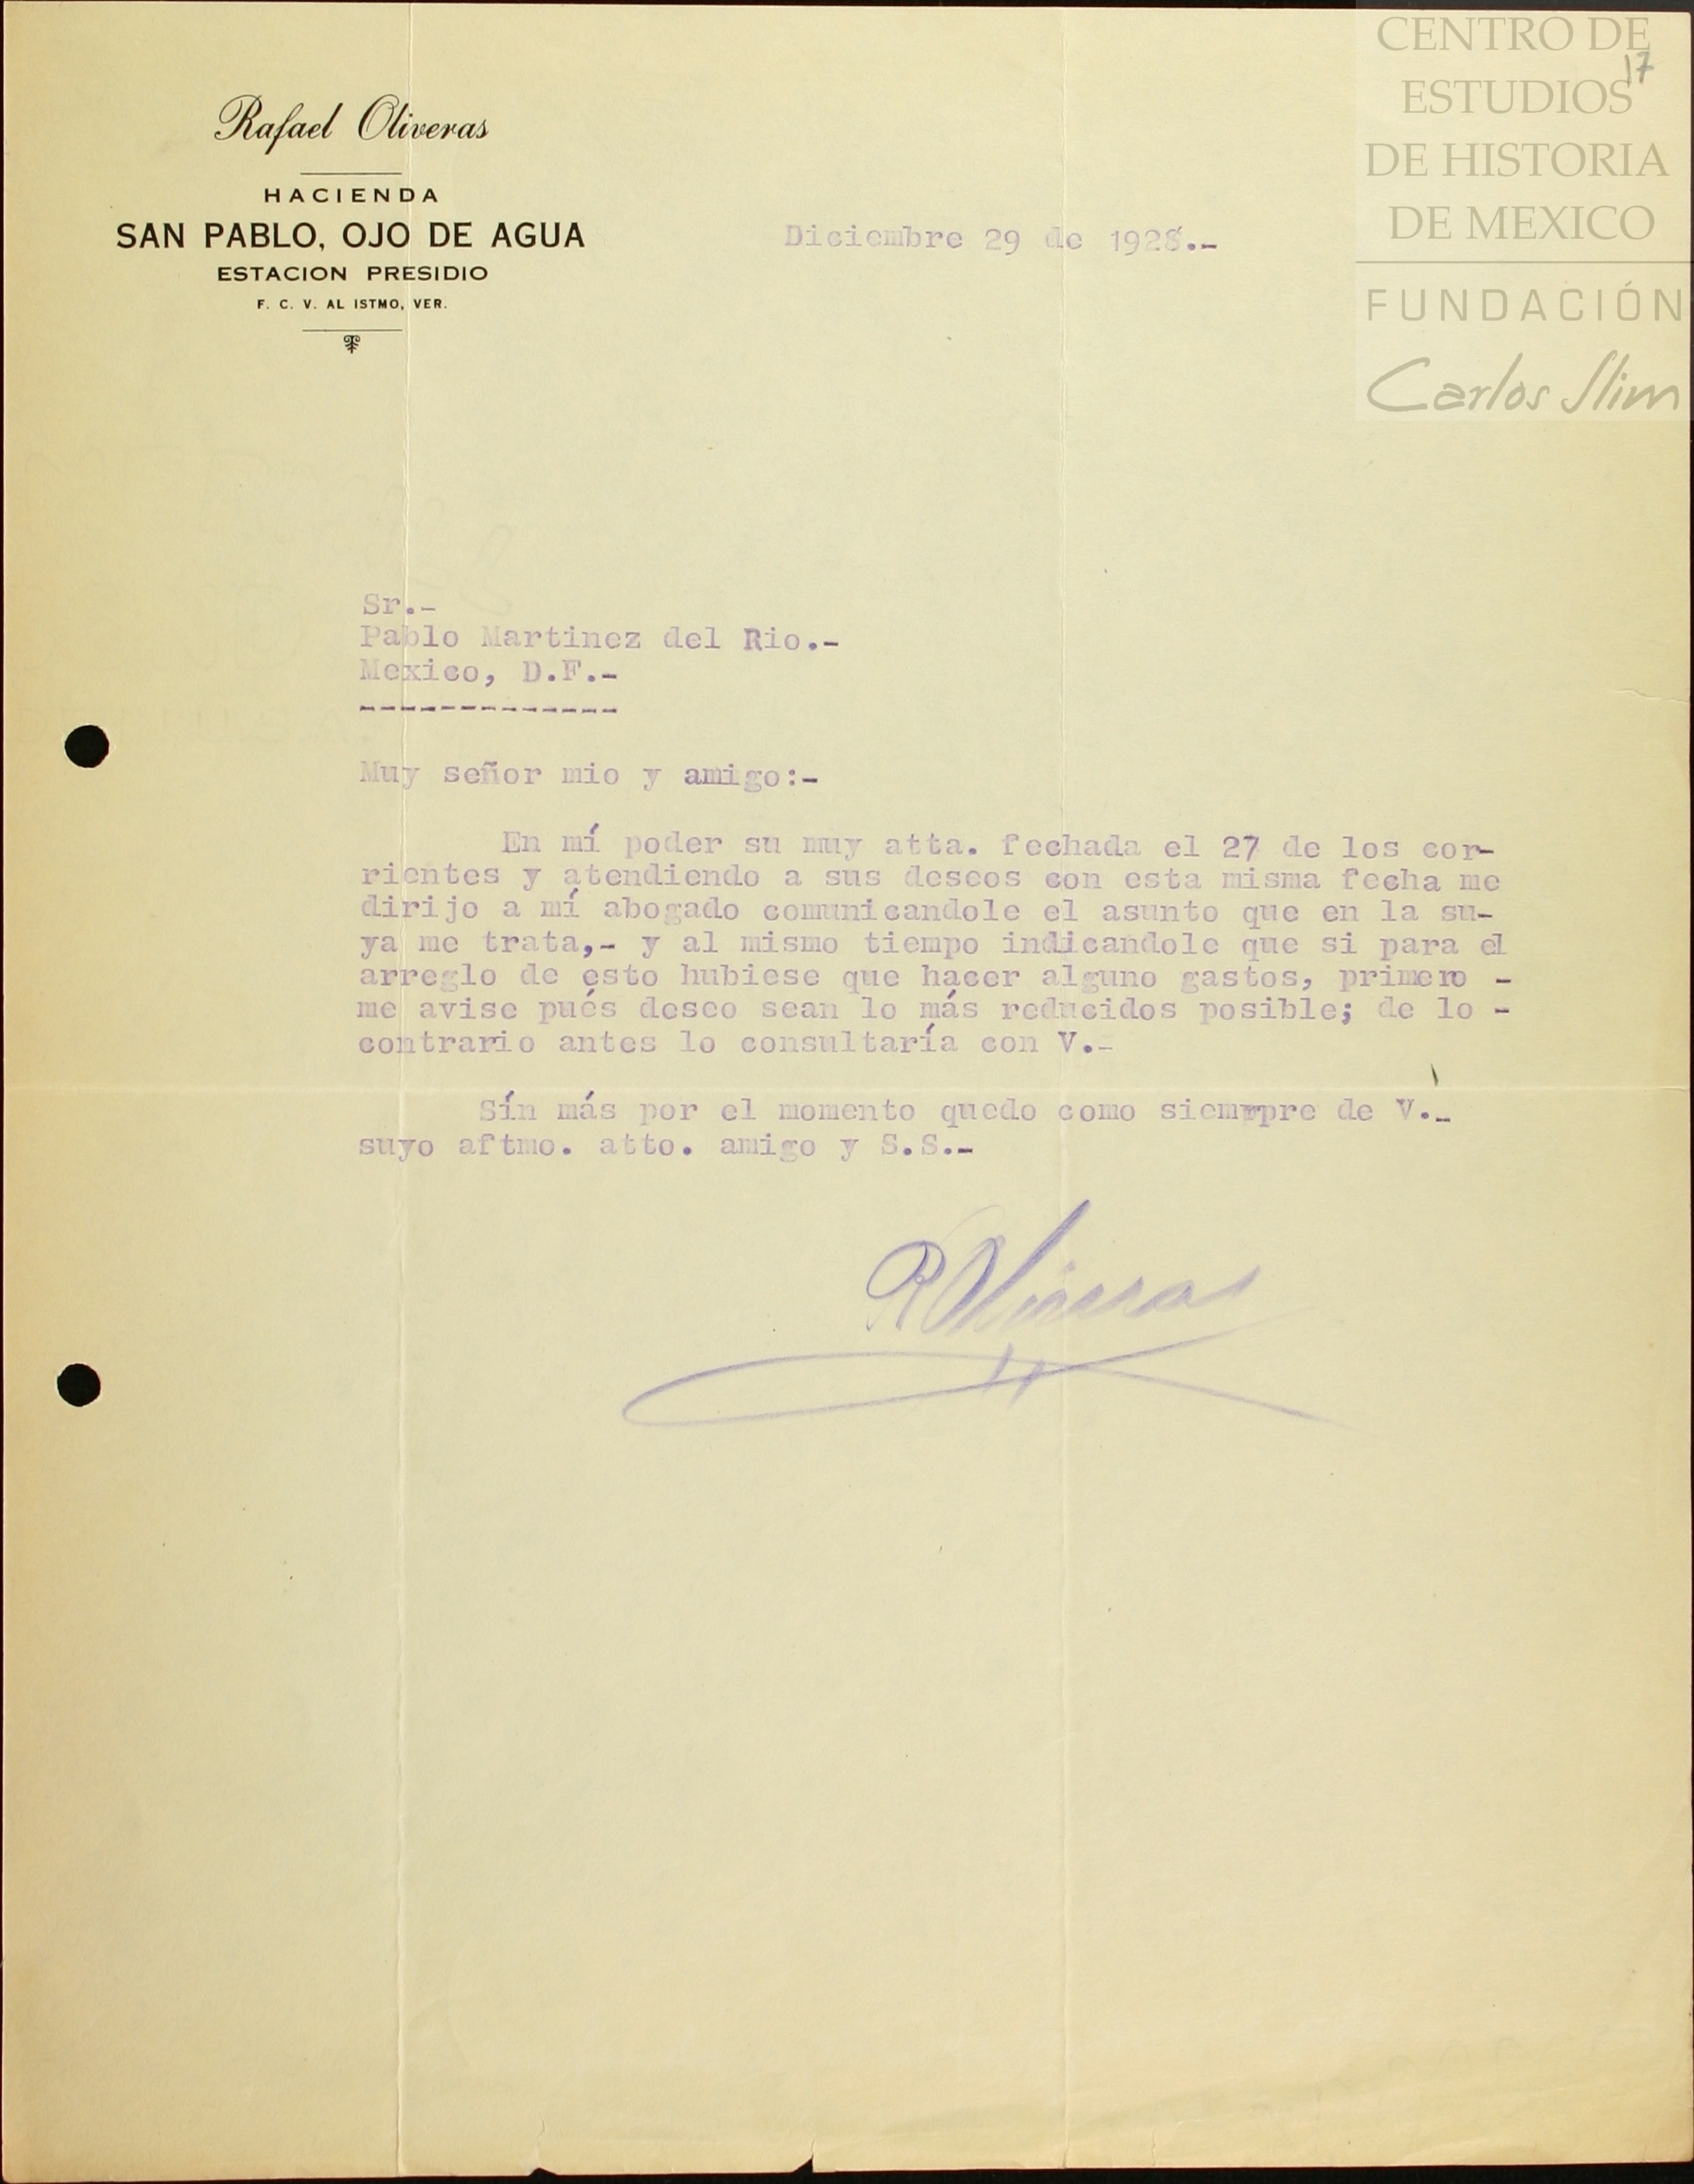 CENTRO DE
ESTUDIOS
DE HISTORIA
DE MEXICO
FUNDACIÓN
Carlos Slim
17
Rafael Oliveras
HACIENDA
SAN PABLO, OJO DE AGUA
ESTACION PRESIDIO
F. C. V. AL ISTMO, VER.
Diciembre 29 de 1928.-
Sr.-
Pablo Martinez del Rio.-
Mexico, D.F.-
-------------
Muy señor mio y amigo:-
En mí poder su muy atta. fechada el 27 de los cor-
rientes y atendiendo a sus deseos con esta misma fecha me
dirijo a mí abogado comunicandole el asunto que en la su-
ya me trata,- y al mismo tiempo indicandole que si para el
arreglo de esto hubiese que hacer alguno gastos, primero -
me avise pués deseo sean lo más reducidos posible; de lo -
contrario antes lo consultaría con V.-
Sín más por el momento quedo como siempre de V.-
suyo aftmo. atto. amigo y S.S.-
ROliveras